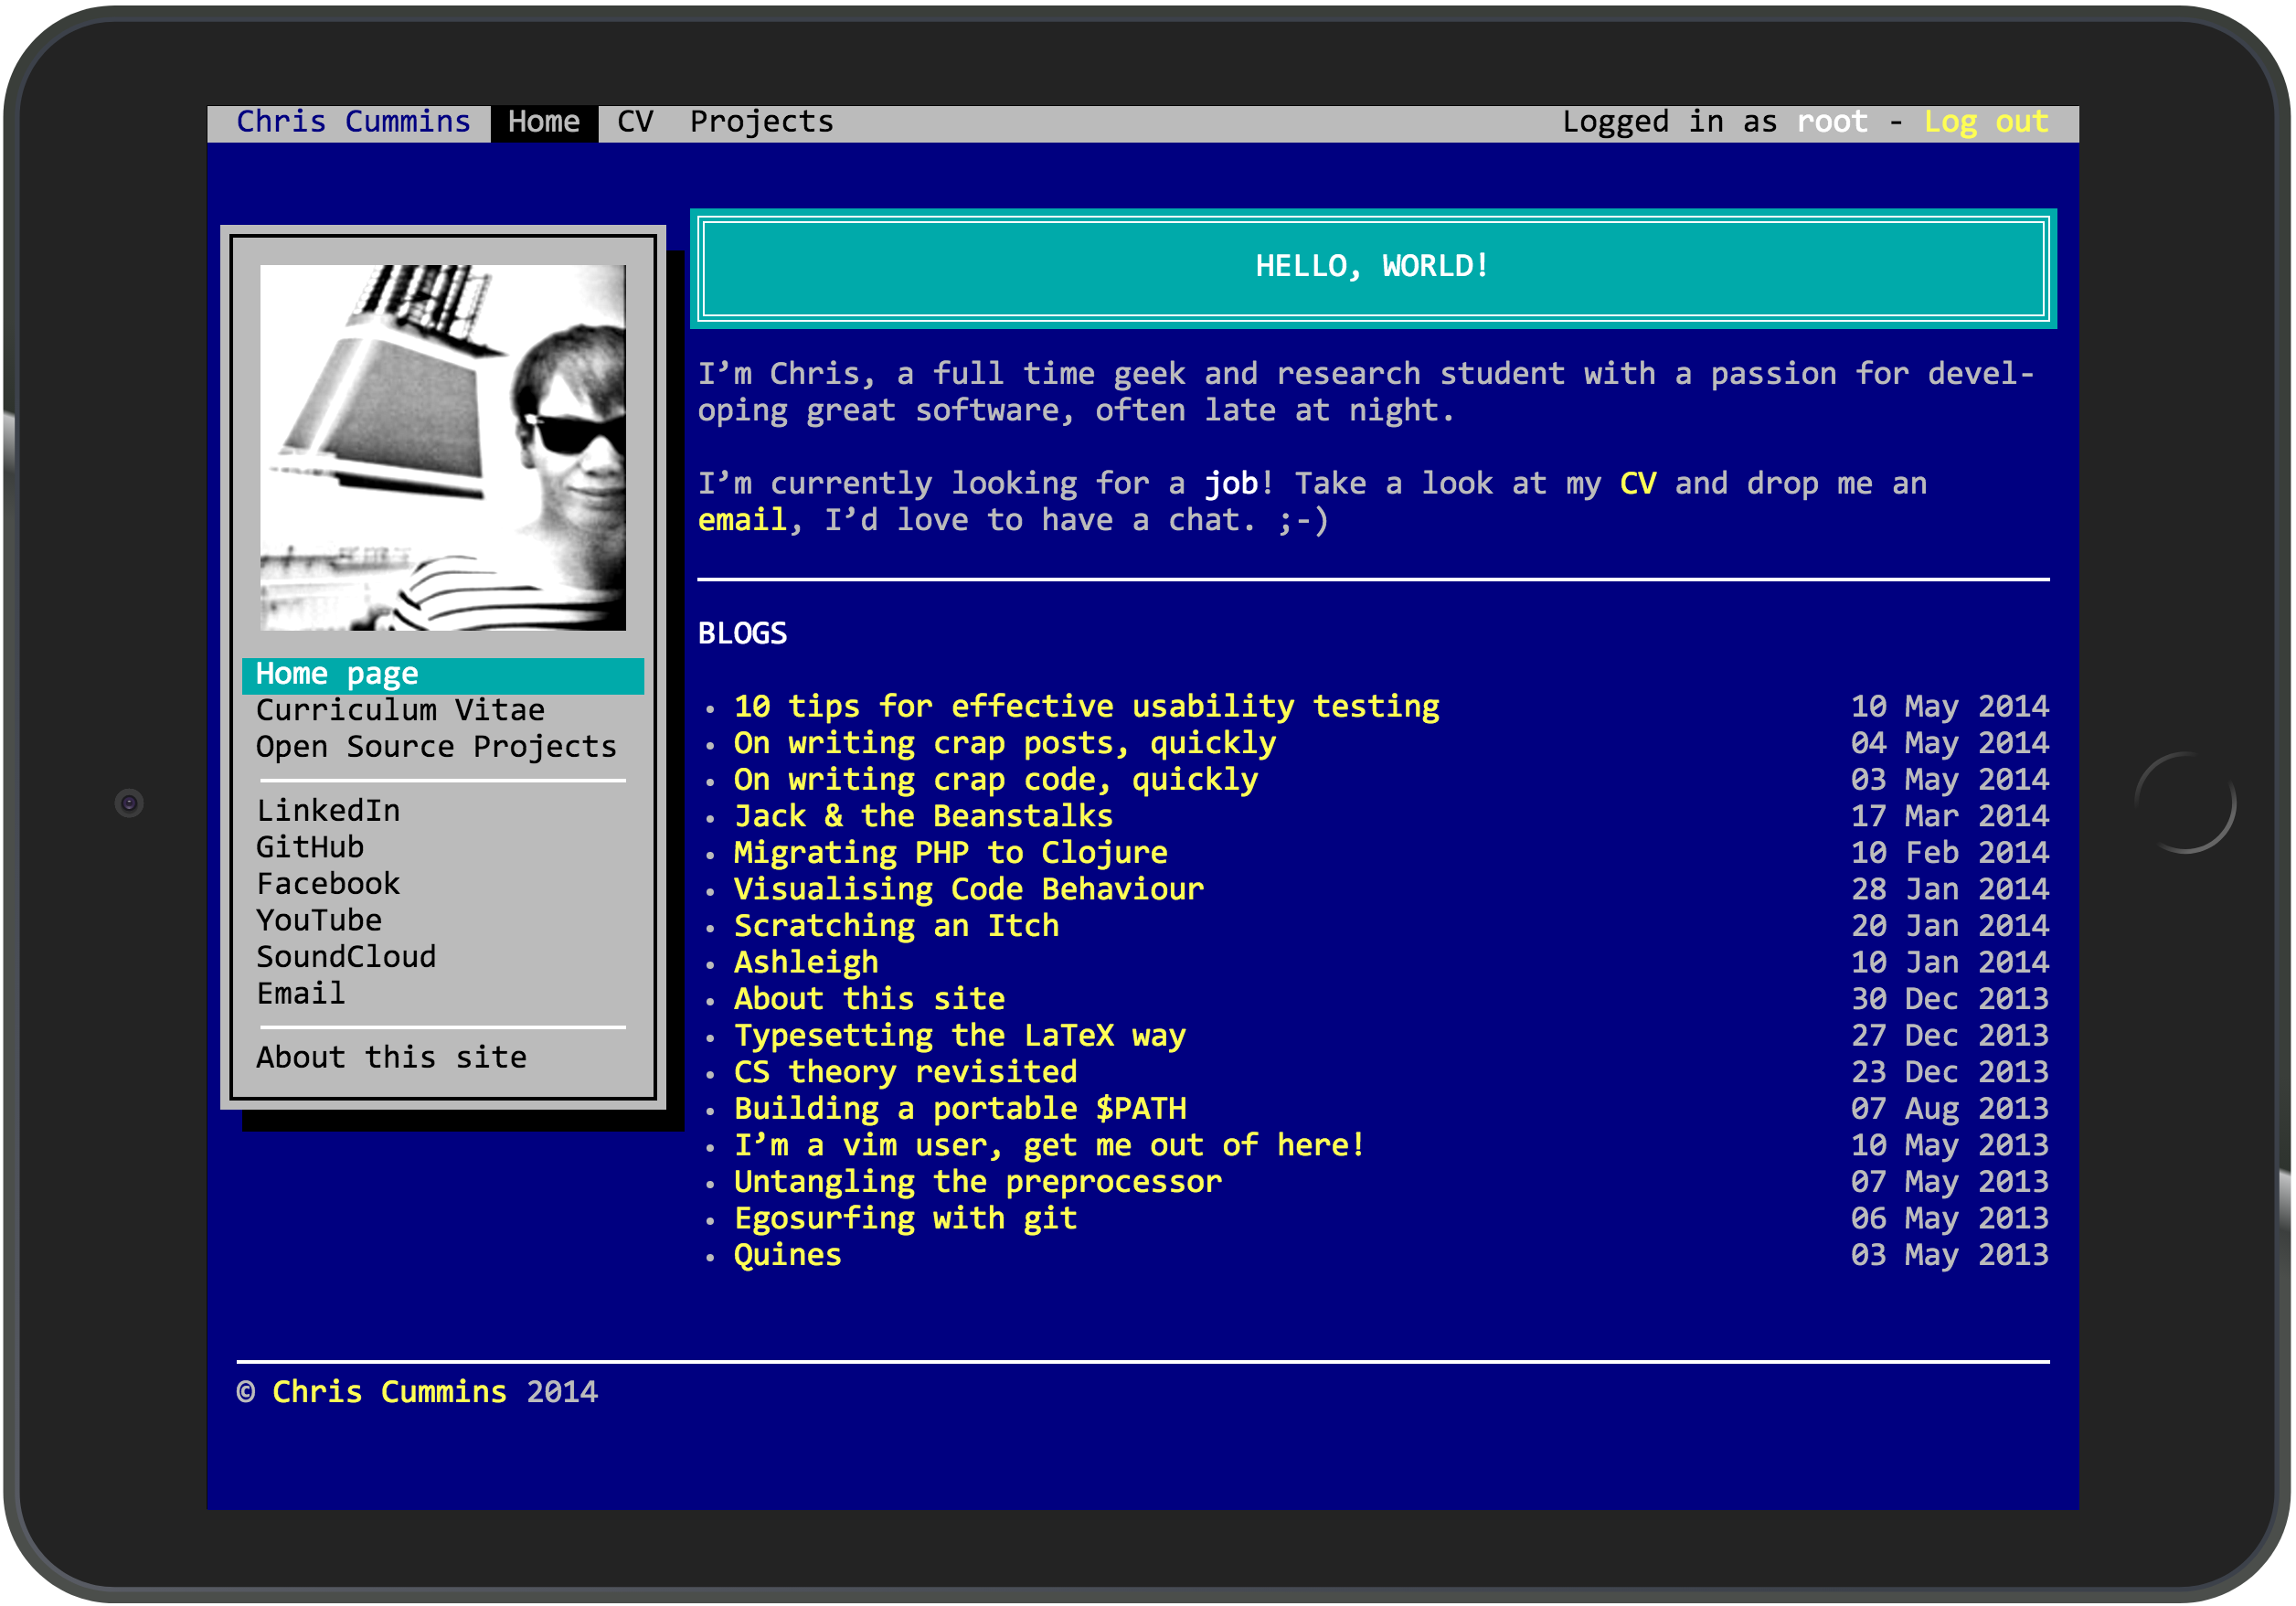 Chris Cummins Home CV Projects Logged in as root - Log out
HELLO, WORLD!
I’m Chris, a full time geek and research student with a passion for devel-
oping great software, often late at night.
I’m currently looking for a job! Take a look at my CV and drop me an
email, I’d love to have a chat. ;-)
Home page
Curriculum Vitae
Open Source Projects
LinkedIn
GitHub
Facebook
YouTube
SoundCloud
Email
About this site
BLOGS
• 10 tips for effective usability testing 10 May 2014
• On writing crap posts, quickly 04 May 2014
• On writing crap code, quickly 03 May 2014
• Jack & the Beanstalks 17 Mar 2014
• Migrating PHP to Clojure 10 Feb 2014
• Visualising Code Behaviour 28 Jan 2014
• Scratching an Itch 20 Jan 2014
• Ashleigh 10 Jan 2014
• About this site 30 Dec 2013
• Typesetting the LaTeX way 27 Dec 2013
• CS theory revisited 23 Dec 2013
• Building a portable $PATH 07 Aug 2013
• I’m a vim user, get me out of here! 10 May 2013
• Untangling the preprocessor 07 May 2013
• Egosurfing with git 06 May 2013
• Quines 03 May 2013
© Chris Cummins 2014